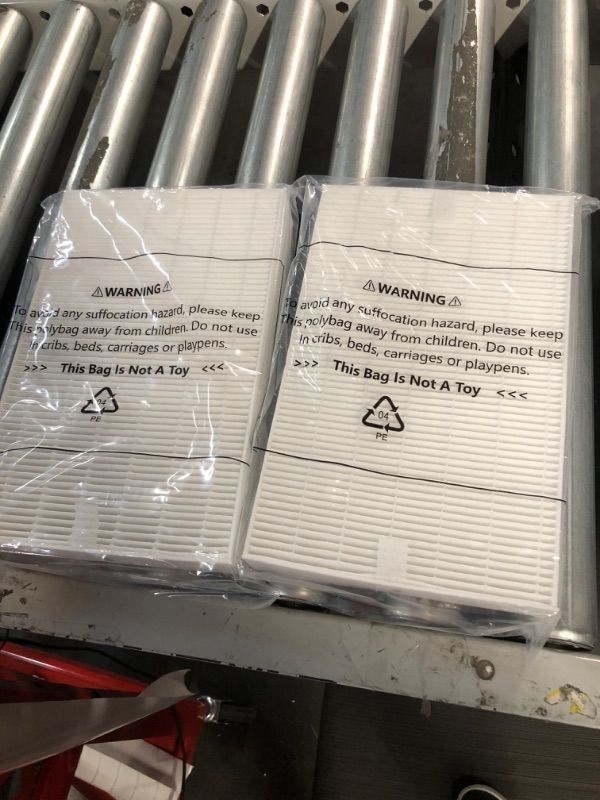 ⚠WARNING⚠
To avoid any suffocation hazard, please keep
This polybag away from children. Do not use
in cribs, beds, carriages or playpens.
>>> This Bag Is Not A Toy <<<
04
PE
⚠WARNING⚠
To avoid any suffocation hazard, please keep
This polybag away from children. Do not use
in cribs, beds, carriages or playpens.
>>> This Bag Is Not A Toy <<<
04
PE